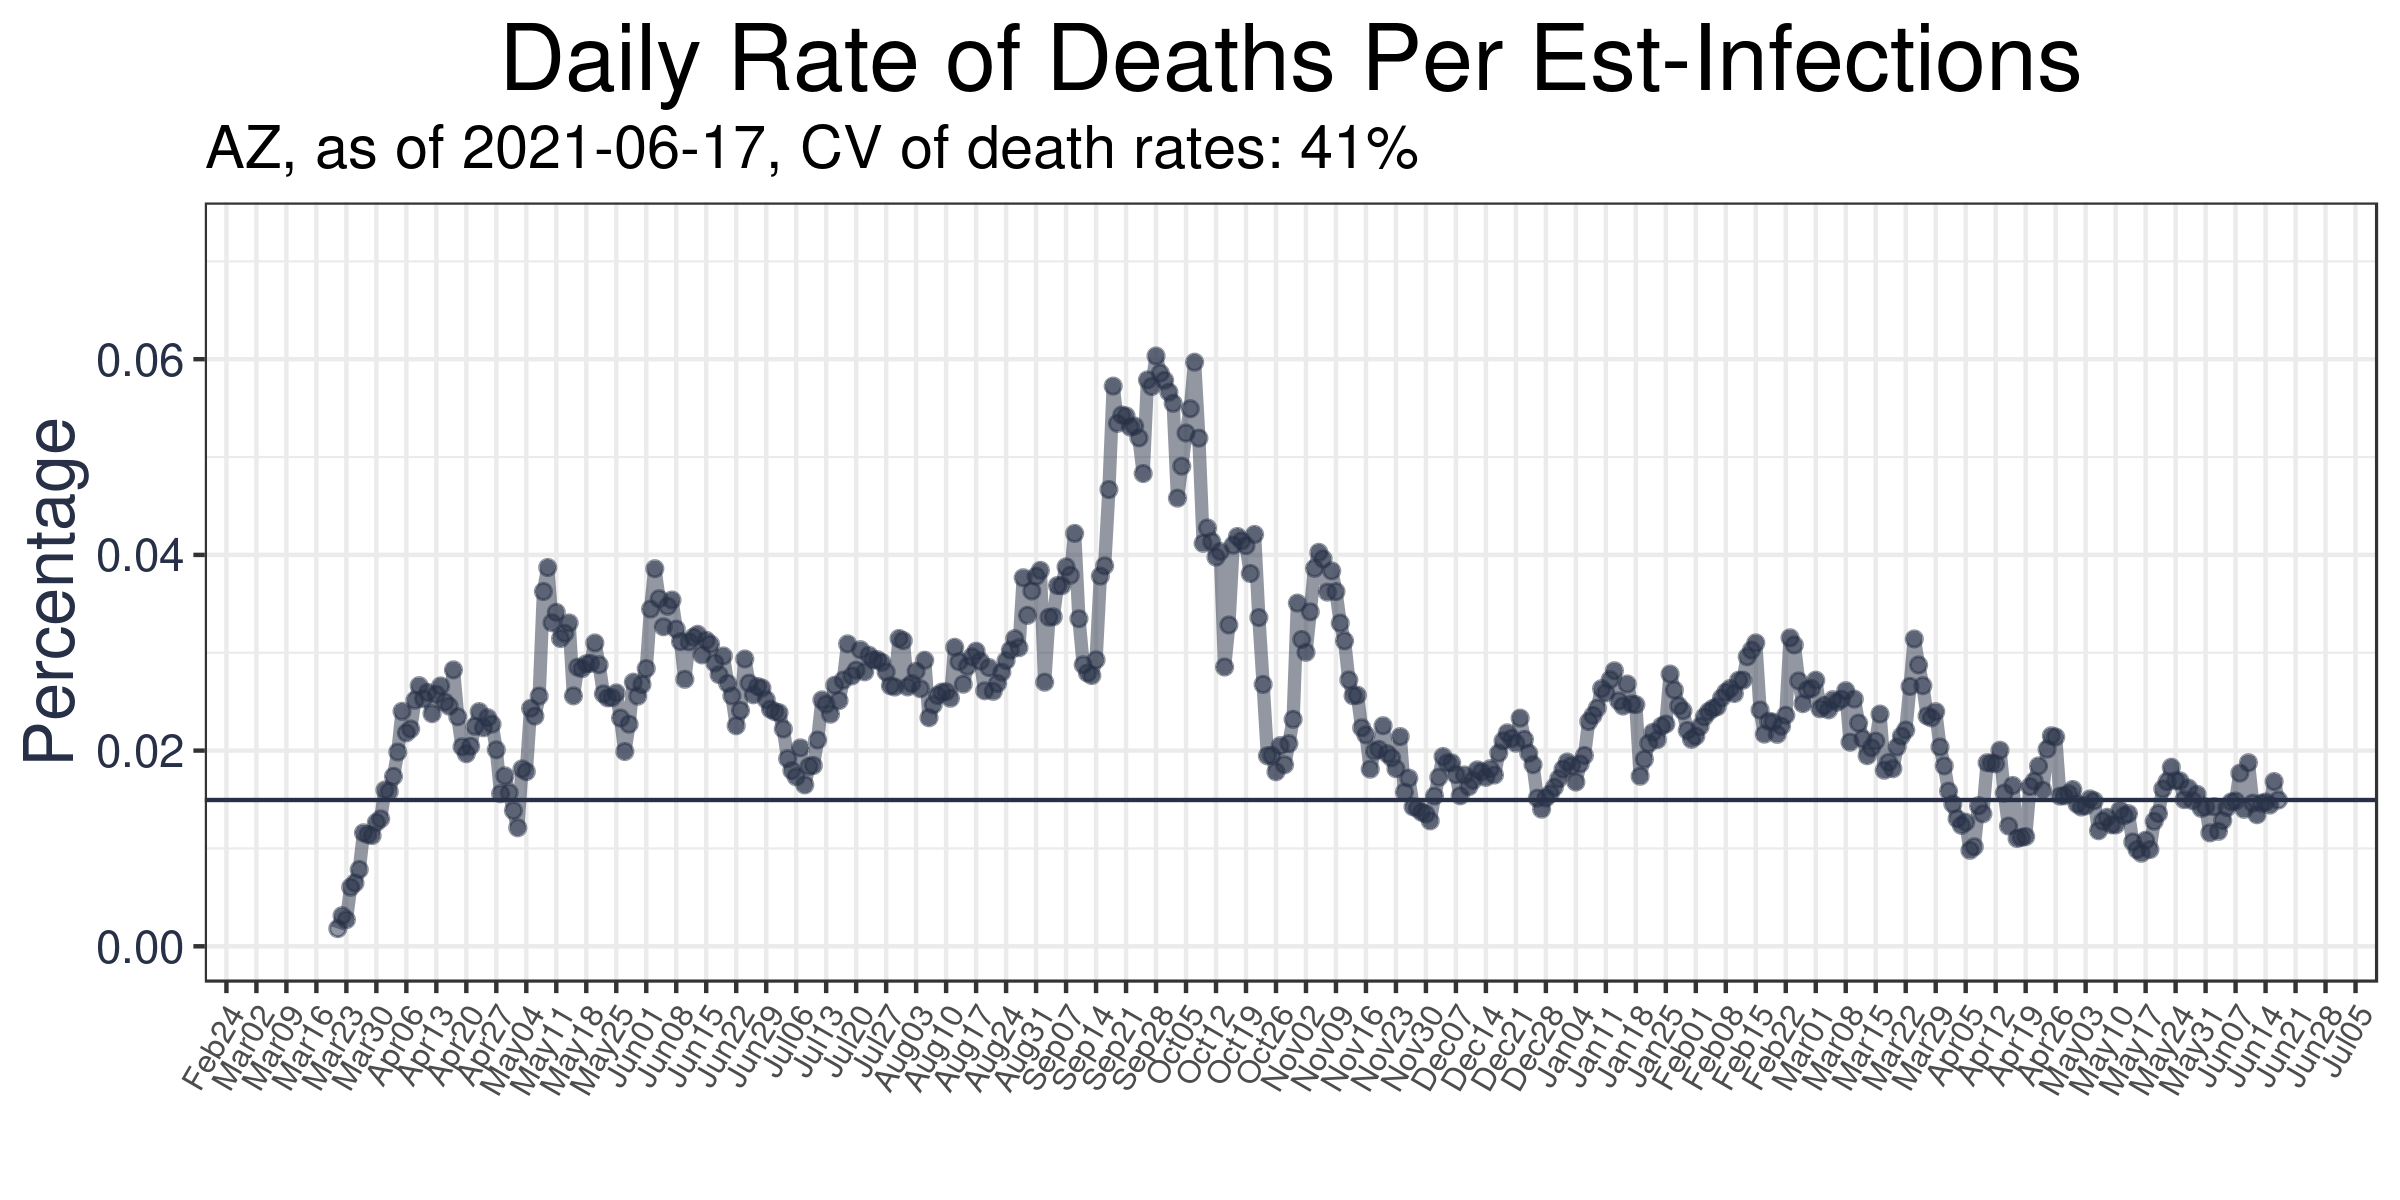 Daily Rate of Deaths Per Est-Infections
AZ, as of 2021-06-17, CV of death rates: 41%
Percentage
0.06
0.04
0.02
0.00
Feb24
Mar02
Mar09
Mar16
Mar23
Mar30
Apr06
Apr13
Apr20
Apr27
May04
May11
May18
May25
Jun01
Jun08
Jun15
Jun22
Jun29
Jul06
Jul13
Jul20
Jul27
Aug03
Aug10
Aug17
Aug24
Aug31
Sep07
Sep14
Sep21
Sep28
Oct05
Oct12
Oct19
Oct26
Nov02
Nov09
Nov16
Nov23
Nov30
Dec07
Dec14
Dec21
Dec28
Jan04
Jan11
Jan18
Jan25
Feb01
Feb08
Feb15
Feb22
Mar01
Mar08
Mar15
Mar22
Mar29
Apr05
Apr12
Apr19
Apr26
May03
May10
May17
May24
May31
Jun07
Jun14
Jun21
Jun28
Jul05